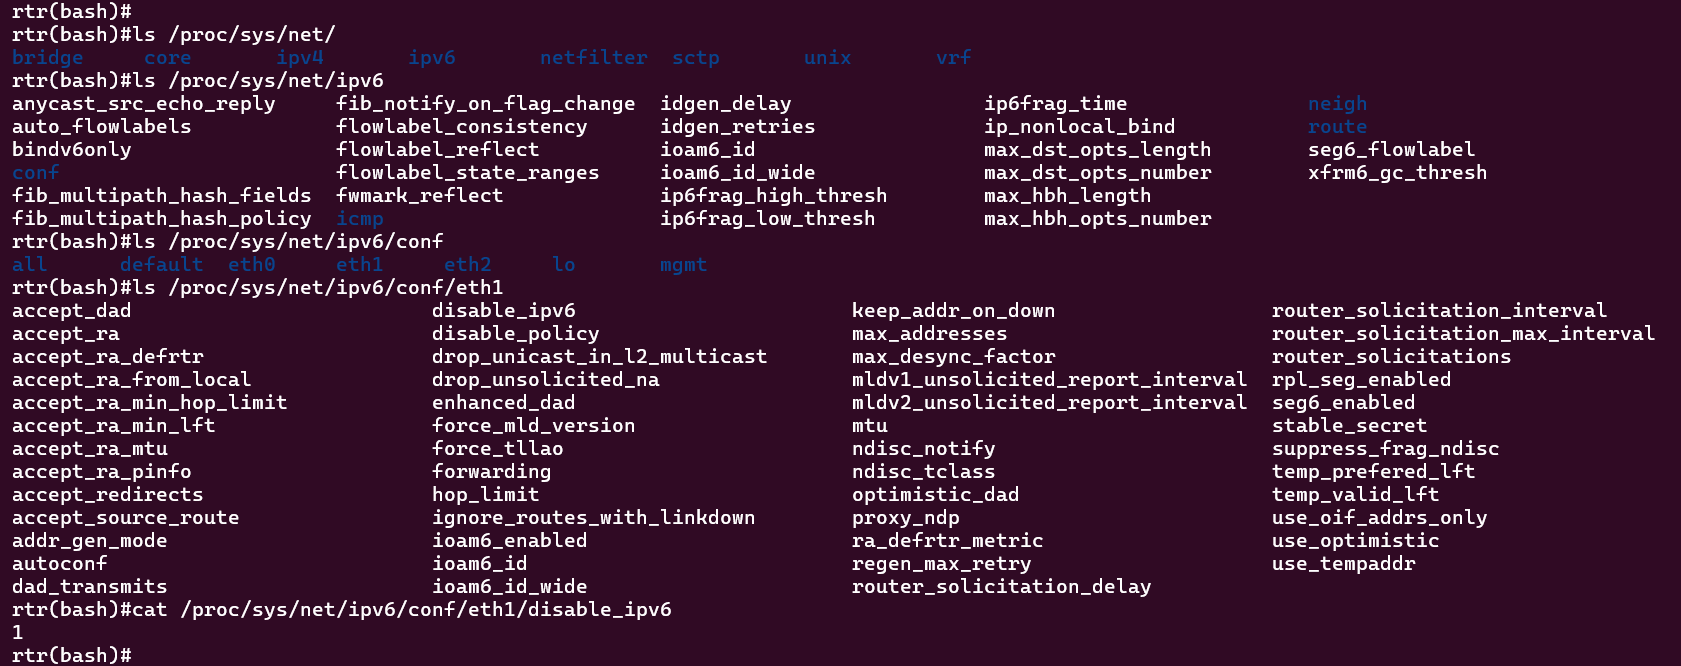 rtr(bash)#
rtr(bash)#ls /proc/sys/net/
bridge core ipv4 ipv6 netfilter sctp unix vrf
rtr(bash)#ls /proc/sys/net/ipv6
anycast_src_echo_reply fib_notify_on_flag_change idgen_delay ip6frag_time neigh
auto_flowlabels flowlabel_consistency idgen_retries ip_nonlocal_bind route
bindv6only flowlabel_reflect ioam6_id max_dst_opts_length seg6_flowlabel
conf flowlabel_state_ranges ioam6_id_wide max_dst_opts_number xfrm6_gc_thresh
fib_multipath_hash_fields fwmark_reflect ip6frag_high_thresh max_hbh_length
fib_multipath_hash_policy icmp ip6frag_low_thresh max_hbh_opts_number
rtr(bash)#ls /proc/sys/net/ipv6/conf
all default eth0 eth1 eth2 lo mgmt
rtr(bash)#ls /proc/sys/net/ipv6/conf/eth1
accept_dad disable_ipv6 keep_addr_on_down router_solicitation_interval
accept_ra disable_policy max_addresses router_solicitation_max_interval
accept_ra_defrtr drop_unicast_in_l2_multicast max_desync_factor router_solicitations
accept_ra_from_local drop_unsolicited_na mldv1_unsolicited_report_interval rpl_seg_enabled
accept_ra_min_hop_limit enhanced_dad mldv2_unsolicited_report_interval seg6_enabled
accept_ra_min_lft force_mld_version mtu stable_secret
accept_ra_mtu force_tllao ndisc_notify suppress_frag_ndisc
accept_ra_pinfo forwarding ndisc_tclass temp_prefered_lft
accept_redirects hop_limit optimistic_dad temp_valid_lft
accept_source_route ignore_routes_with_linkdown proxy_ndp use_oif_addrs_only
addr_gen_mode ioam6_enabled ra_defrtr_metric use_optimistic
autoconf ioam6_id regen_max_retry use_tempaddr
dad_transmits ioam6_id_wide router_solicitation_delay
rtr(bash)#cat /proc/sys/net/ipv6/conf/eth1/disable_ipv6
1
rtr(bash)#